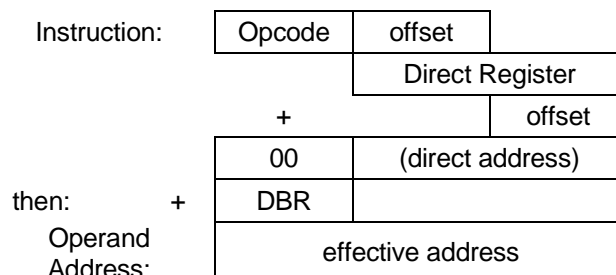 Instruction: Opcode offset
Direct Register
+ offset
00 (direct address)
then: + DBR
Operand effective address
Address: